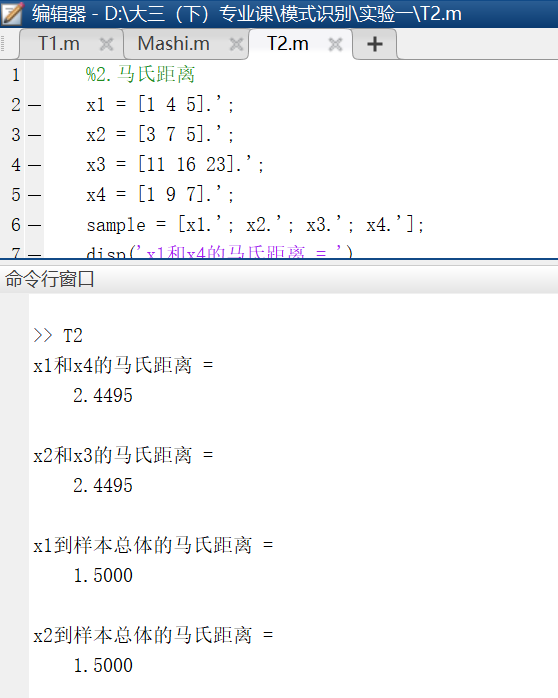 编辑器 - D:\大三（下）专业课\模式识别\实验一\T2.m
T1.m Mashi.m T2.m
1 %2.马氏距离
2 – x1 = [1 4 5].';
3 – x2 = [3 7 5].';
4 – x3 = [11 16 23].';
5 – x4 = [1 9 7].';
6 – sample = [x1.'; x2.'; x3.'; x4.'];
7 – disp('x1和x4的马氏距离 = ')
命令行窗口
>> T2
x1和x4的马氏距离 =
2.4495
x2和x3的马氏距离 =
2.4495
x1到样本总体的马氏距离 =
1.5000
x2到样本总体的马氏距离 =
1.5000